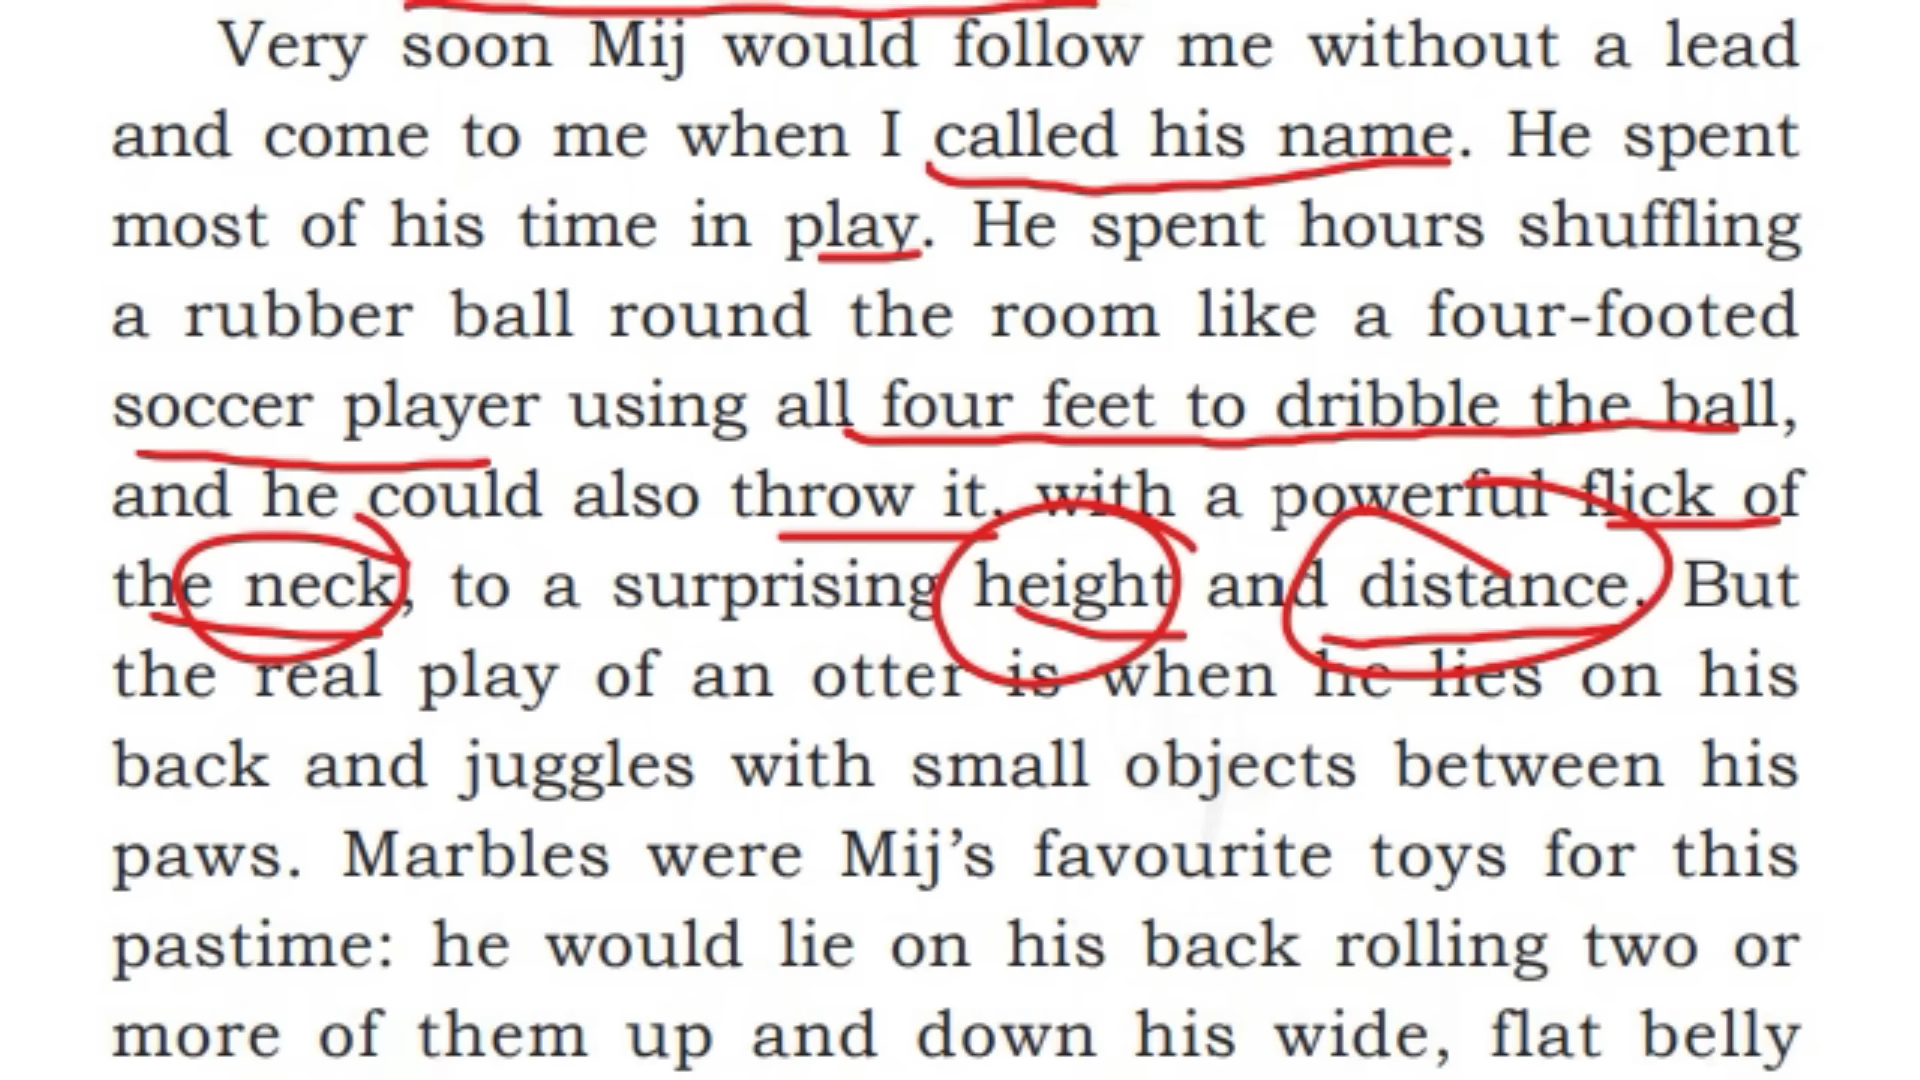 Very soon Mij would follow me without a lead
and come to me when I called his name. He spent
most of his time in play. He spent hours shuffling
a rubber ball round the room like a four-footed
soccer player using all four feet to dribble the ball,
and he could also throw it, with a powerful flick of
the neck, to a surprising height and distance. But
the real play of an otter is when he lies on his
back and juggles with small objects between his
paws. Marbles were Mij’s favourite toys for this
pastime: he would lie on his back rolling two or
more of them up and down his wide, flat belly